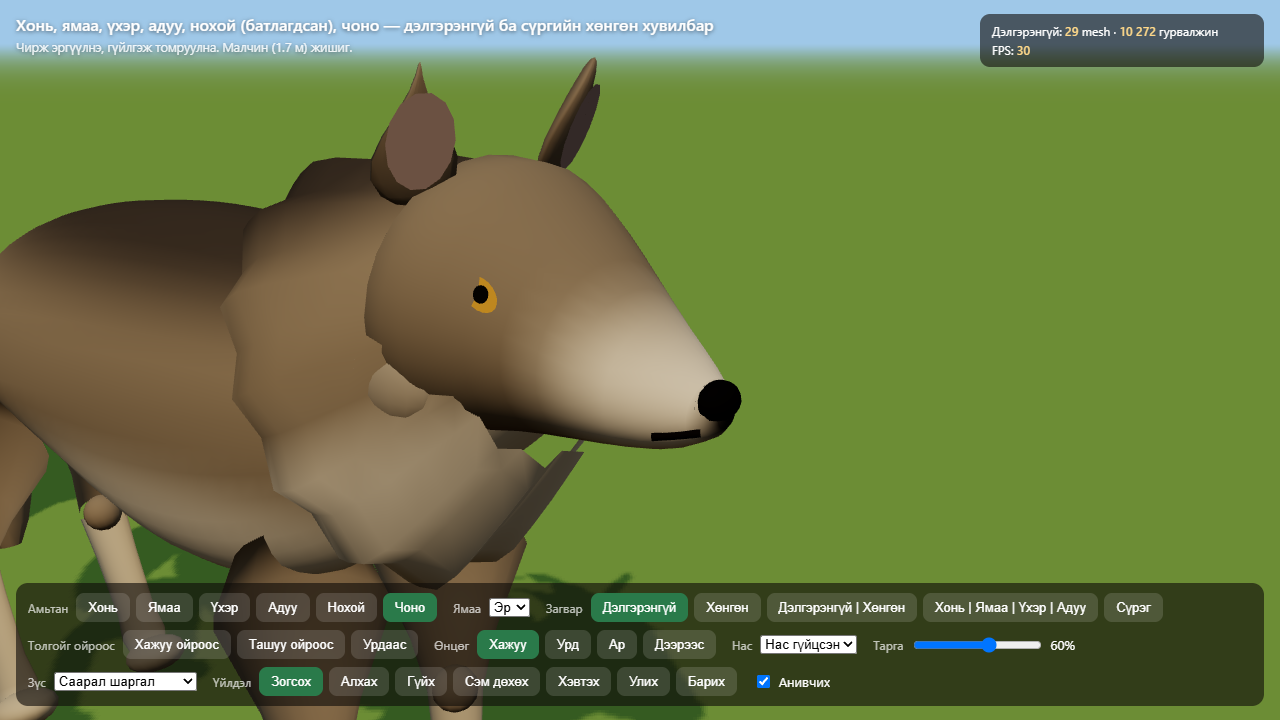 Хонь, ямаа, үхэр, адуу, нохой (батлагдсан), чоно — дэлгэрэнгүй ба сүргийн хөнгөн хувилбар
Чирж эргүүлнэ, гүйлгэж томруулна. Малчин (1.7 м) жишиг.
Дэлгэрэнгүй: 29 mesh · 10 272 гурвалжин
FPS: 30
Амьтан Хонь Ямаа Үхэр Адуу Нохой Чоно Ямаа Эр Загвар Дэлгэрэнгүй Хөнгөн Дэлгэрэнгүй | Хөнгөн Хонь | Ямаа | Үхэр | Адуу Сүрэг
Толгойг ойроос Хажуу ойроос Ташуу ойроос Урдаас Өнцөг Хажуу Урд Ар Дээрээс Нас Нас гүйцсэн Тарга 60%
Зүс Саарал шаргал Үйлдэл Зогсох Алхах Гүйх Сэм дөхөх Хэвтэх Улих Барих Анивчих